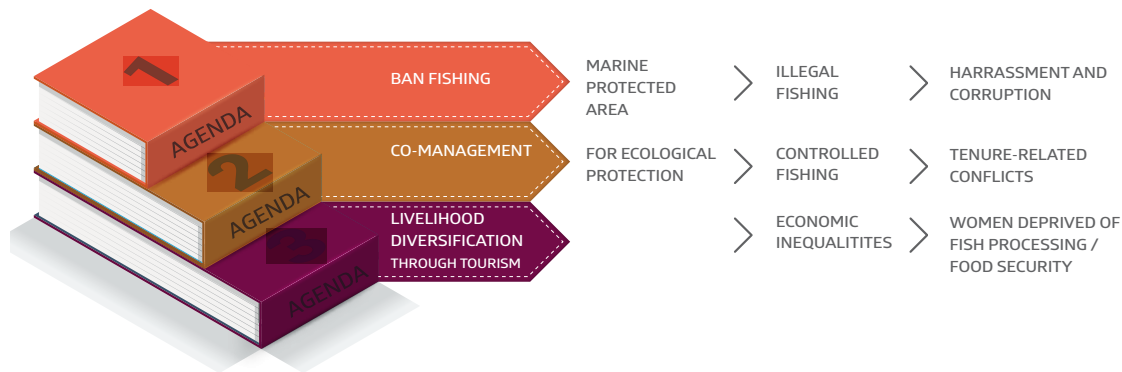 1
AGENDA
BAN FISHING
MARINE
PROTECTED
AREA
ILLEGAL
FISHING
HARRASSMENT AND
CORRUPTION
2
AGENDA
CO-MANAGEMENT
FOR ECOLOGICAL
PROTECTION
CONTROLLED
FISHING
TENURE-RELATED
CONFLICTS
3
AGENDA
LIVELIHOOD
DIVERSIFICATION
THROUGH TOURISM
ECONOMIC
INEQUALITITES
WOMEN DEPRIVED OF
FISH PROCESSING /
FOOD SECURITY